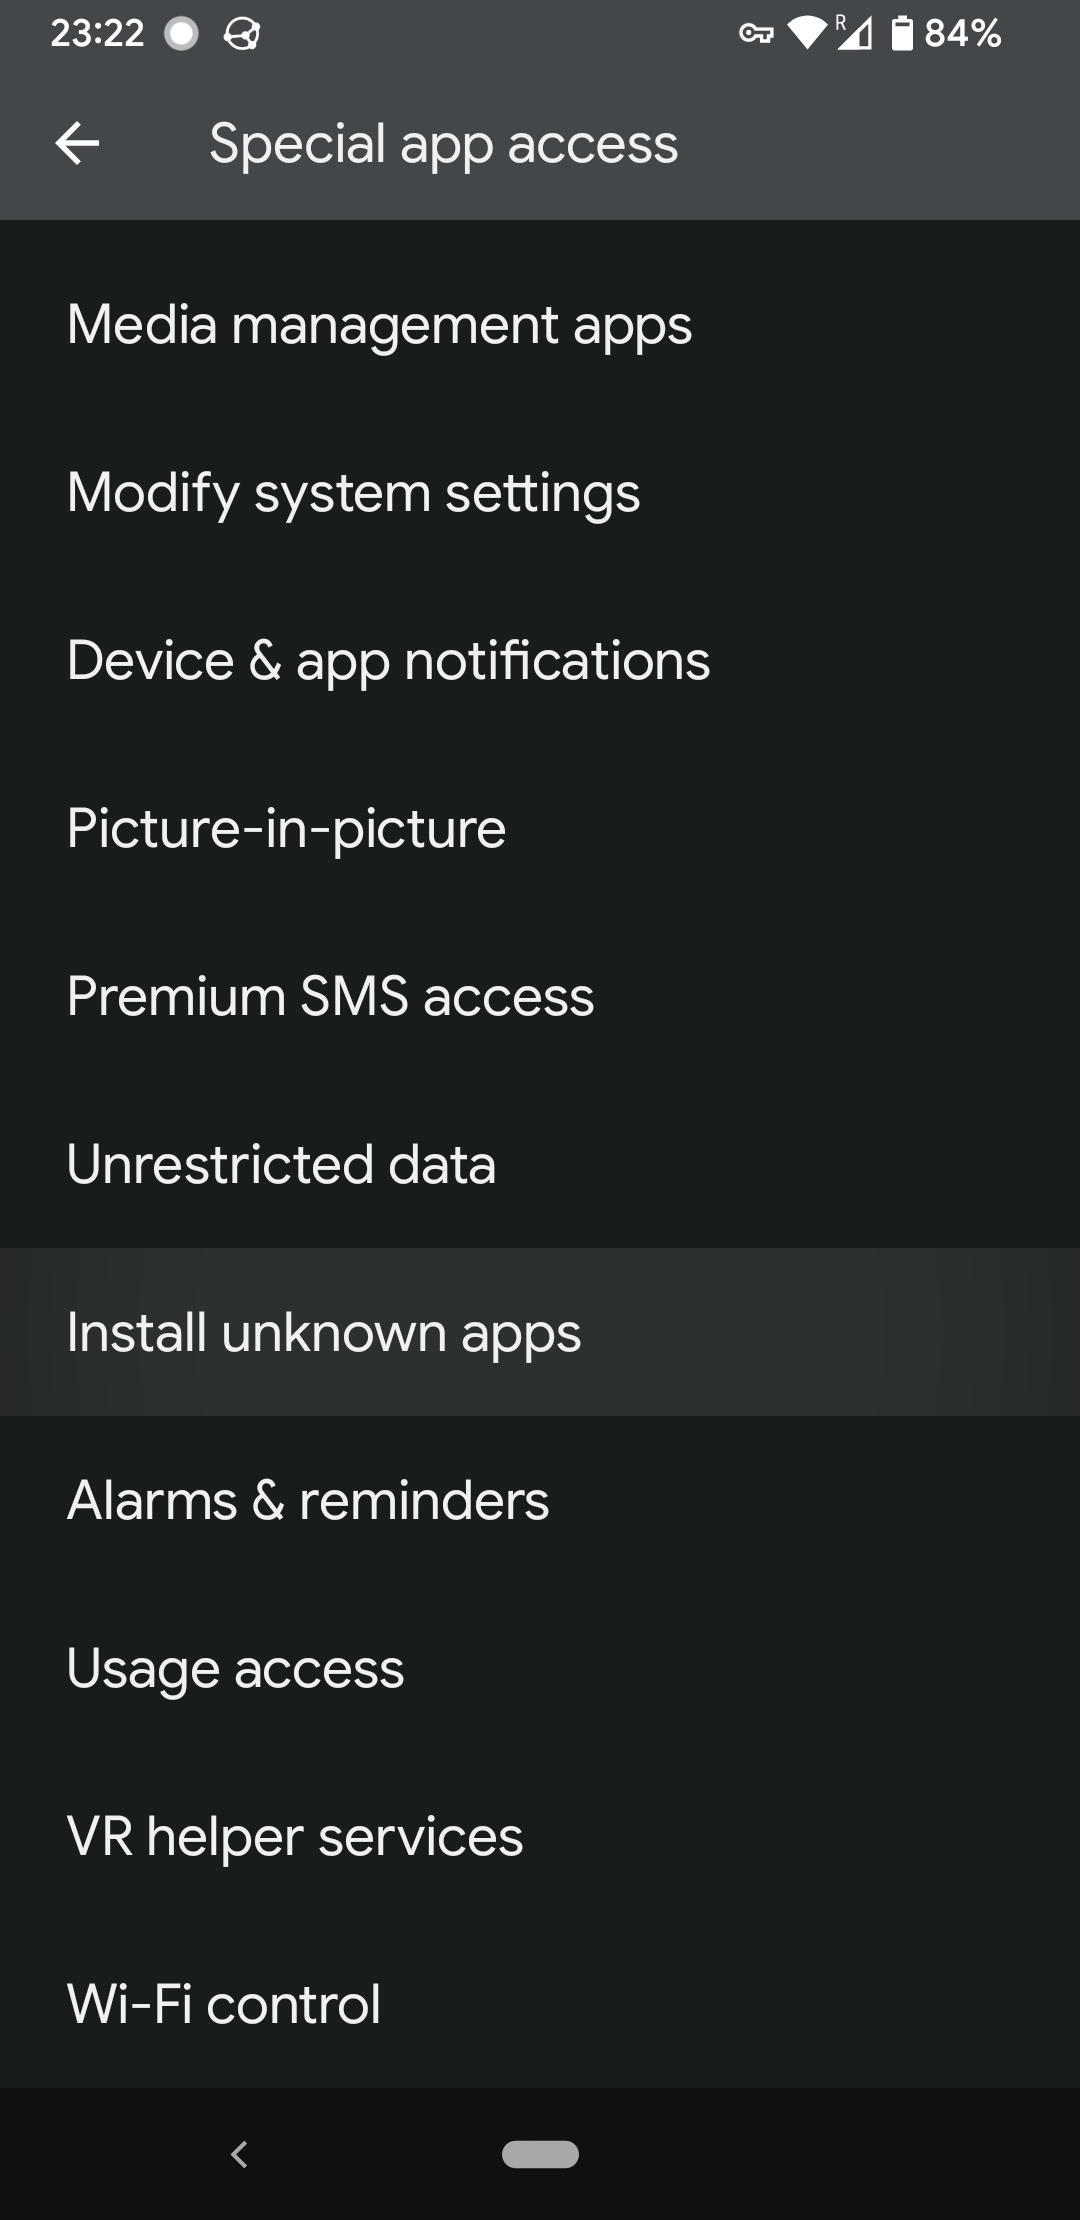 23:22 R 84%
Special app access
Media management apps
Modify system settings
Device & app notifications
Picture-in-picture
Premium SMS access
Unrestricted data
Install unknown apps
Alarms & reminders
Usage access
VR helper services
Wi-Fi control